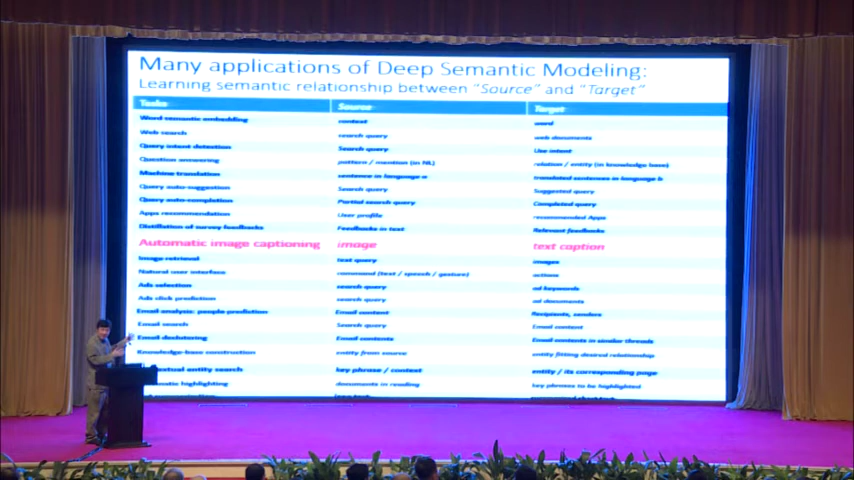 Many applications of Deep Semantic Modeling:
Learning semantic relationship between "Source" and "Target"
Tasks Source Target
Word semantic embedding context word
Web search search query web documents
Query intent detection Search query Use intent
Question answering pattern / mention (in NL) relation / entity (in knowledge base)
Machine translation sentence in language a translated sentences in language b
Query auto-suggestion Search query Suggested query
Query auto-completion Partial search query Completed query
Apps recommendation User profile recommended Apps
Distillation of survey feedbacks Feedbacks in text Relevant feedbacks
Automatic image captioning image text caption
Image retrieval text query images
Natural user interface command (text / speech / gesture) actions
Ads selection search query ad keywords
Ads click prediction search query ad documents
Email analysis: people prediction Email content Recipients, senders
Email search Search query Email content
Email decluttering Email contents Email contents in similar threads
Knowledge-base construction entity from source entity fitting desired relationship
textual entity search key phrase / context entity / its corresponding page
matic highlighting documents in reading key phrases to be highlighted